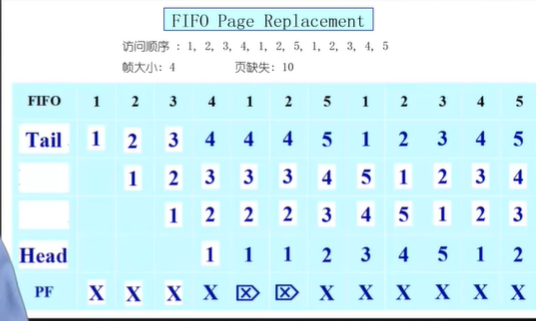 FIFO Page Replacement
访问顺序 : 1, 2, 3, 4, 1, 2, 5, 1, 2, 3, 4, 5
帧大小: 4 页缺失: 10
FIFO 1 2 3 4 1 2 5 1 2 3 4 5
Tail 1 2 3 4 4 4 5 1 2 3 4 5
1 2 3 3 3 4 5 1 2 3 4
1 2 2 2 3 4 5 1 2 3
Head 1 1 1 2 3 4 5 1 2
PF X X X X ⌦ ⌦ X X X X X X